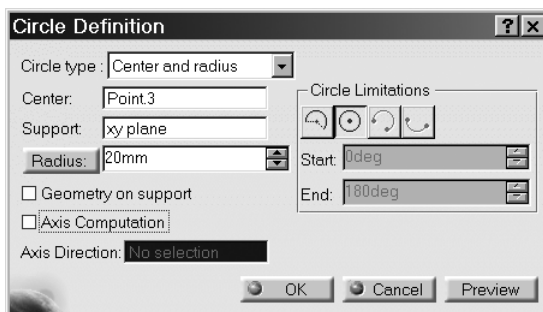 Circle Definition
Circle type : Center and radius
Center: Point.3
Support: xy plane
Radius: 20mm
Geometry on support
Axis Computation
Axis Direction: No selection
Circle Limitations
Start: 0deg
End: 180deg
OK Cancel Preview